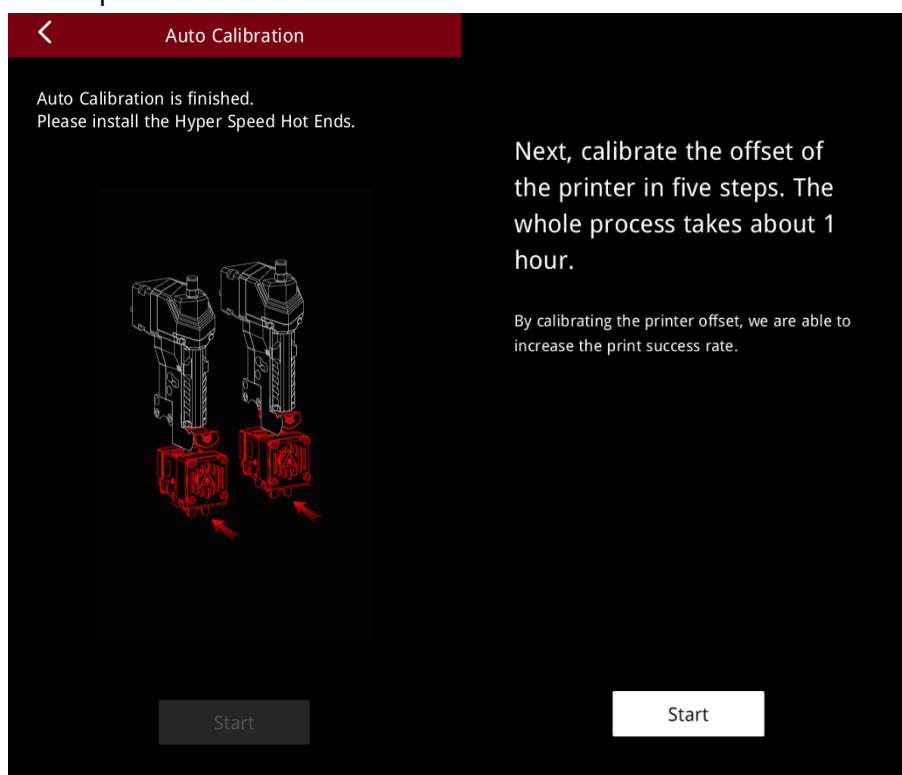 Auto Calibration
Auto Calibration is finished.
Please install the Hyper Speed Hot Ends.
Start
Next, calibrate the offset of
the printer in five steps. The
whole process takes about 1
hour.
By calibrating the printer offset, we are able to
increase the print success rate.
Start